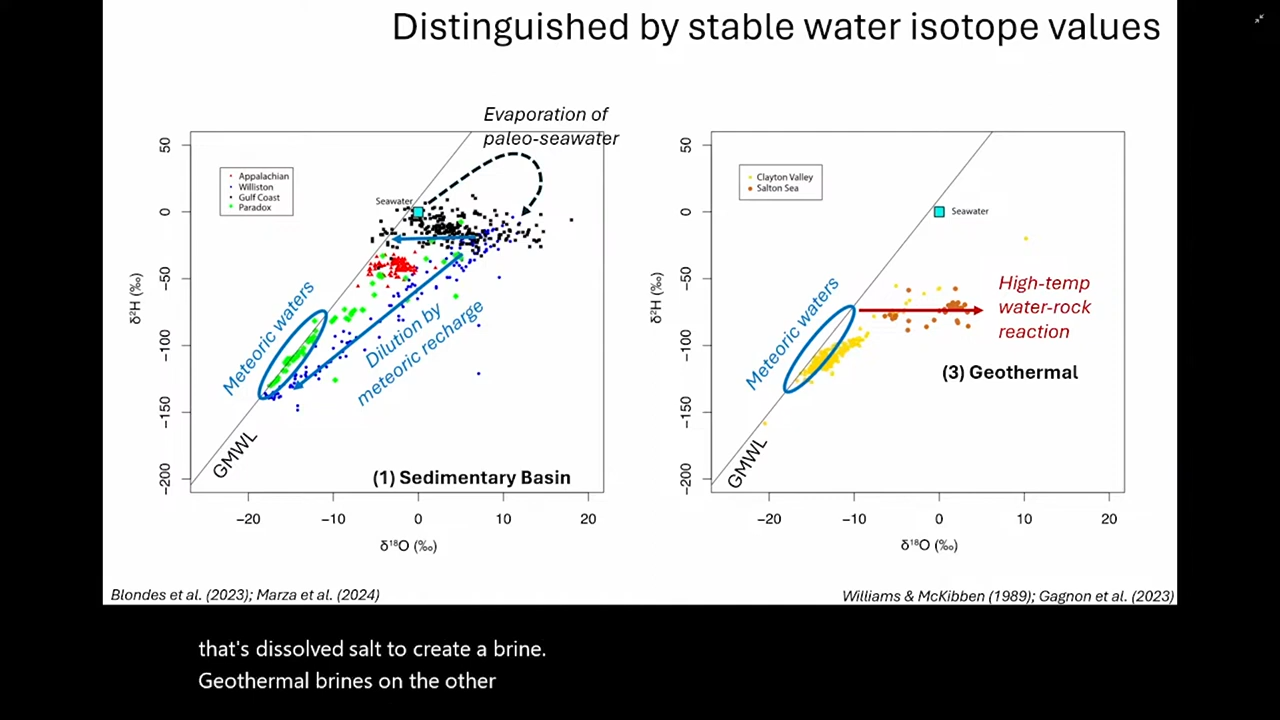 Distinguished by stable water isotope values
Evaporation of
paleo-seawater
50
0
−50
−100
−150
−200
δ²H (‰)
Appalachian
Williston
Gulf Coast
Paradox
Seawater
Meteoric waters
Dilution by
meteoric recharge
GMWL
(1) Sedimentary Basin
−20
−10
0
10
20
δ¹⁸O (‰)
50
0
−50
−100
−150
−200
δ²H (‰)
Clayton Valley
Salton Sea
Seawater
Meteoric waters
High-temp
water-rock
reaction
(3) Geothermal
GMWL
−20
−10
0
10
20
δ¹⁸O (‰)
Blondes et al. (2023); Marza et al. (2024)
Williams & McKibben (1989); Gagnon et al. (2023)
that's dissolved salt to create a brine.
Geothermal brines on the other